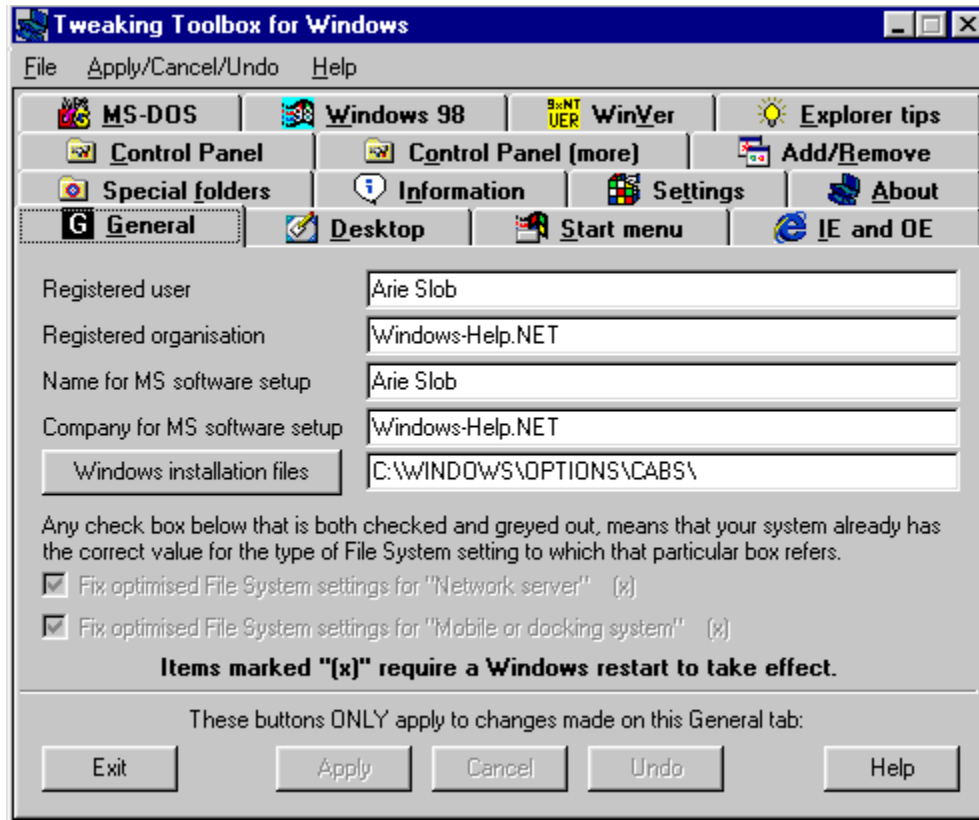 Tweaking Toolbox for Windows
File Apply/Cancel/Undo Help
MS-DOS Windows 98 9xNT VER WinVer Explorer tips
Control Panel Control Panel (more) Add/Remove
Special folders Information Settings About
G General Desktop Start menu IE and OE
Registered user Arie Slob
Registered organisation Windows-Help.NET
Name for MS software setup Arie Slob
Company for MS software setup Windows-Help.NET
Windows installation files C:\WINDOWS\OPTIONS\CABS\
Any check box below that is both checked and greyed out, means that your system already has
the correct value for the type of File System setting to which that particular box refers.
Fix optimised File System settings for "Network server" (x)
Fix optimised File System settings for "Mobile or docking system" (x)
Items marked "(x)" require a Windows restart to take effect.
These buttons ONLY apply to changes made on this General tab:
Exit Apply Cancel Undo Help